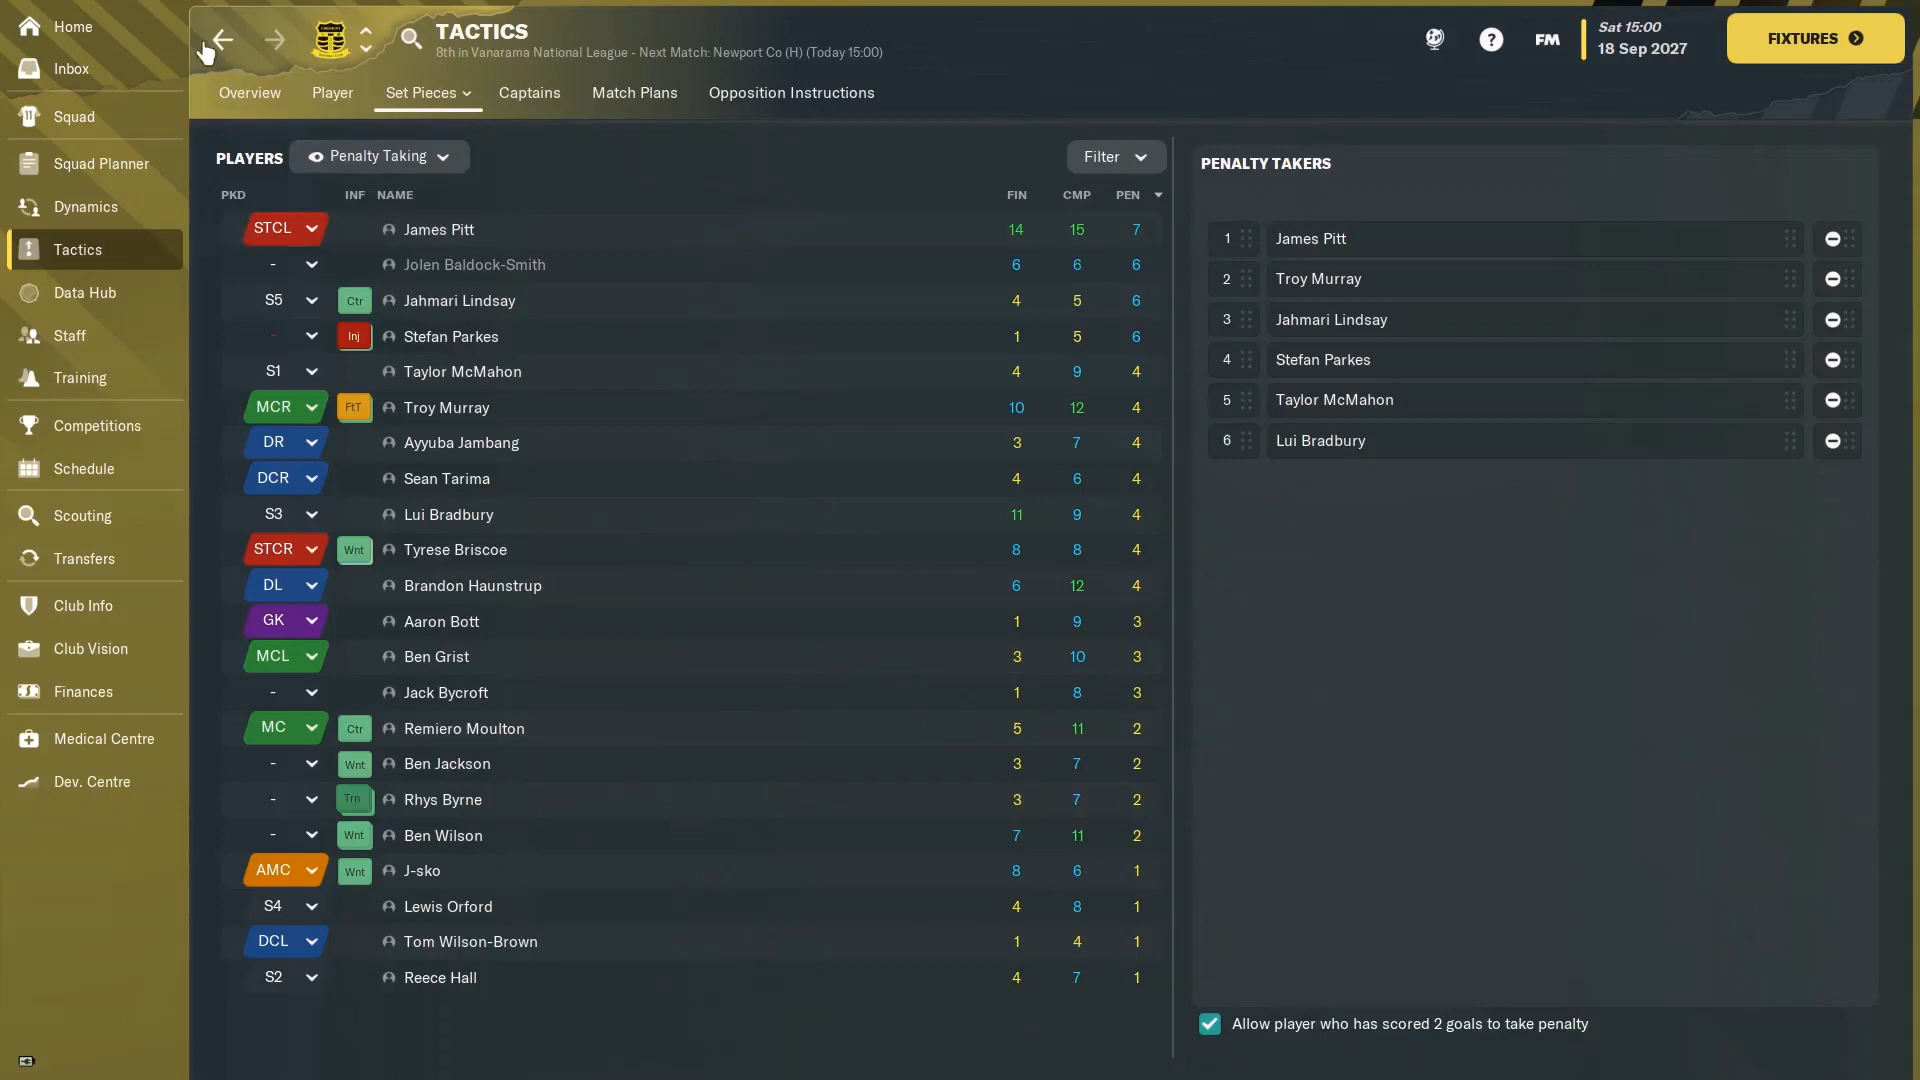 Home
Inbox
Squad
Squad Planner
Dynamics
Tactics
Data Hub
Staff
Training
Competitions
Schedule
Scouting
Transfers
Club Info
Club Vision
Finances
Medical Centre
Dev. Centre
TACTICS
8th in Vanarama National League - Next Match: Newport Co (H) (Today 15:00)
? FM
Sat 15:00
18 Sep 2027
FIXTURES
Overview Player Set Pieces Captains Match Plans Opposition Instructions
PLAYERS Penalty Taking Filter
PKD INF NAME FIN CMP PEN
STCL James Pitt 14 15 7
- Jolen Baldock-Smith 6 6 6
S5 Ctr Jahmari Lindsay 4 5 6
- Inj Stefan Parkes 1 5 6
S1 Taylor McMahon 4 9 4
MCR FtT Troy Murray 10 12 4
DR Ayyuba Jambang 3 7 4
DCR Sean Tarima 4 6 4
S3 Lui Bradbury 11 9 4
STCR Wnt Tyrese Briscoe 8 8 4
DL Brandon Haunstrup 6 12 4
GK Aaron Bott 1 9 3
MCL Ben Grist 3 10 3
- Jack Bycroft 1 8 3
MC Ctr Remiero Moulton 5 11 2
- Wnt Ben Jackson 3 7 2
- Trn Rhys Byrne 3 7 2
- Wnt Ben Wilson 7 11 2
AMC Wnt J-sko 8 6 1
S4 Lewis Orford 4 8 1
DCL Tom Wilson-Brown 1 4 1
S2 Reece Hall 4 7 1
PENALTY TAKERS
1 James Pitt
2 Troy Murray
3 Jahmari Lindsay
4 Stefan Parkes
5 Taylor McMahon
6 Lui Bradbury
Allow player who has scored 2 goals to take penalty